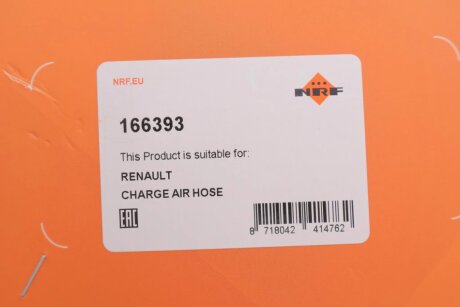 NRF.EU
NRF
166393
This Product is suitable for:
RENAULT
CHARGE AIR HOSE
EAC
8 718042 414762